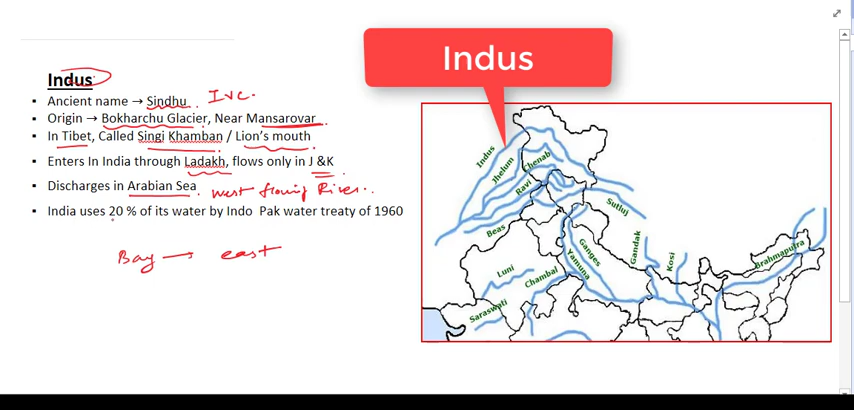 Indus
Indus
Ancient name → Sindhu . IVC.
Origin → Bokharchu Glacier, Near Mansarovar
In Tibet, Called Singi Khamban / Lion's mouth
Enters In India through Ladakh, flows only in J &K
Discharges in Arabian Sea . west flowing River.
India uses 20 % of its water by Indo Pak water treaty of 1960
Bay → east
Indus
Jhelum
Chenab
Ravi
Sutluj
Beas
Gandak
Kosi
Brahmaputra
Ganges
Yamuna
Luni
Chambal
Saraswati